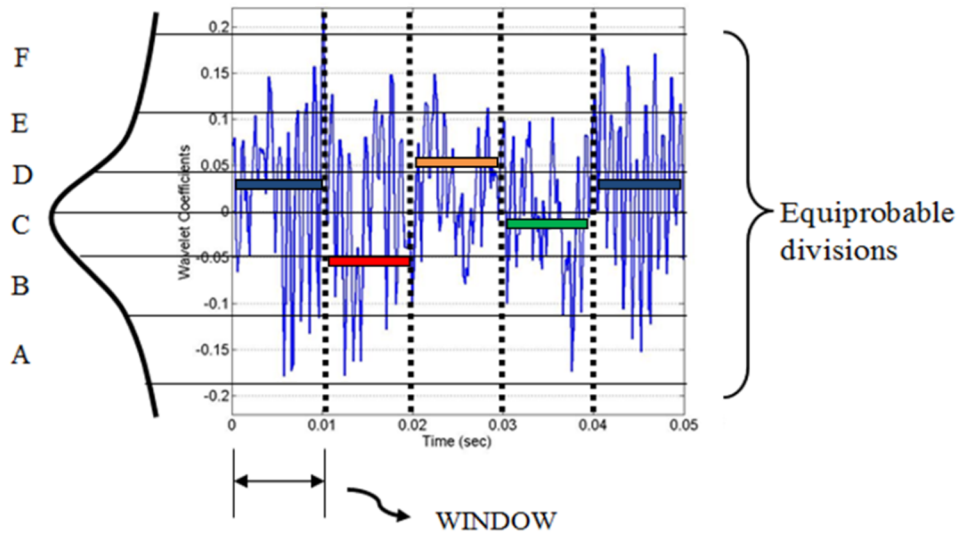 F
E
D
C
B
A
0.2
0.15
0.1
0.05
0
-0.05
-0.1
-0.15
-0.2
Wavelet Coefficients
0 0.01 0.02 0.03 0.04 0.05
Time (sec)
Equiprobable
divisions
WINDOW